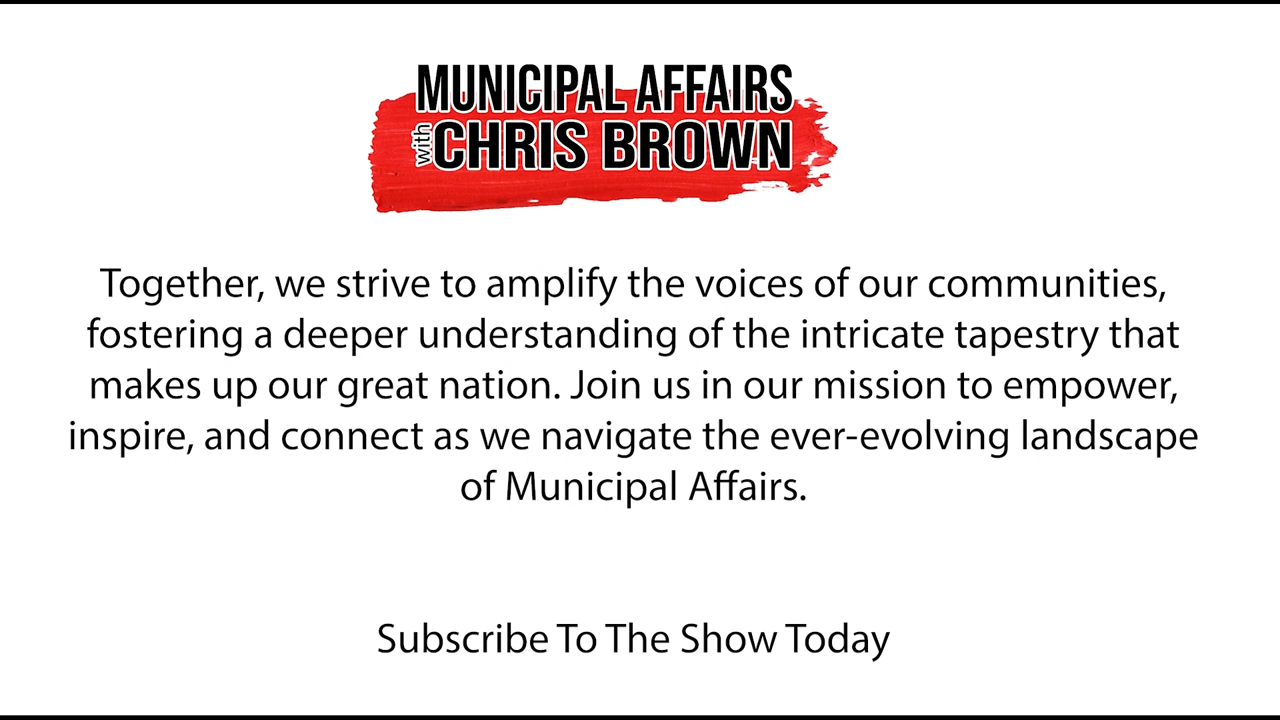 MUNICIPAL AFFAIRS
with CHRIS BROWN
Together, we strive to amplify the voices of our communities,
fostering a deeper understanding of the intricate tapestry that
makes up our great nation. Join us in our mission to empower,
inspire, and connect as we navigate the ever-evolving landscape
of Municipal Affairs.
Subscribe To The Show Today